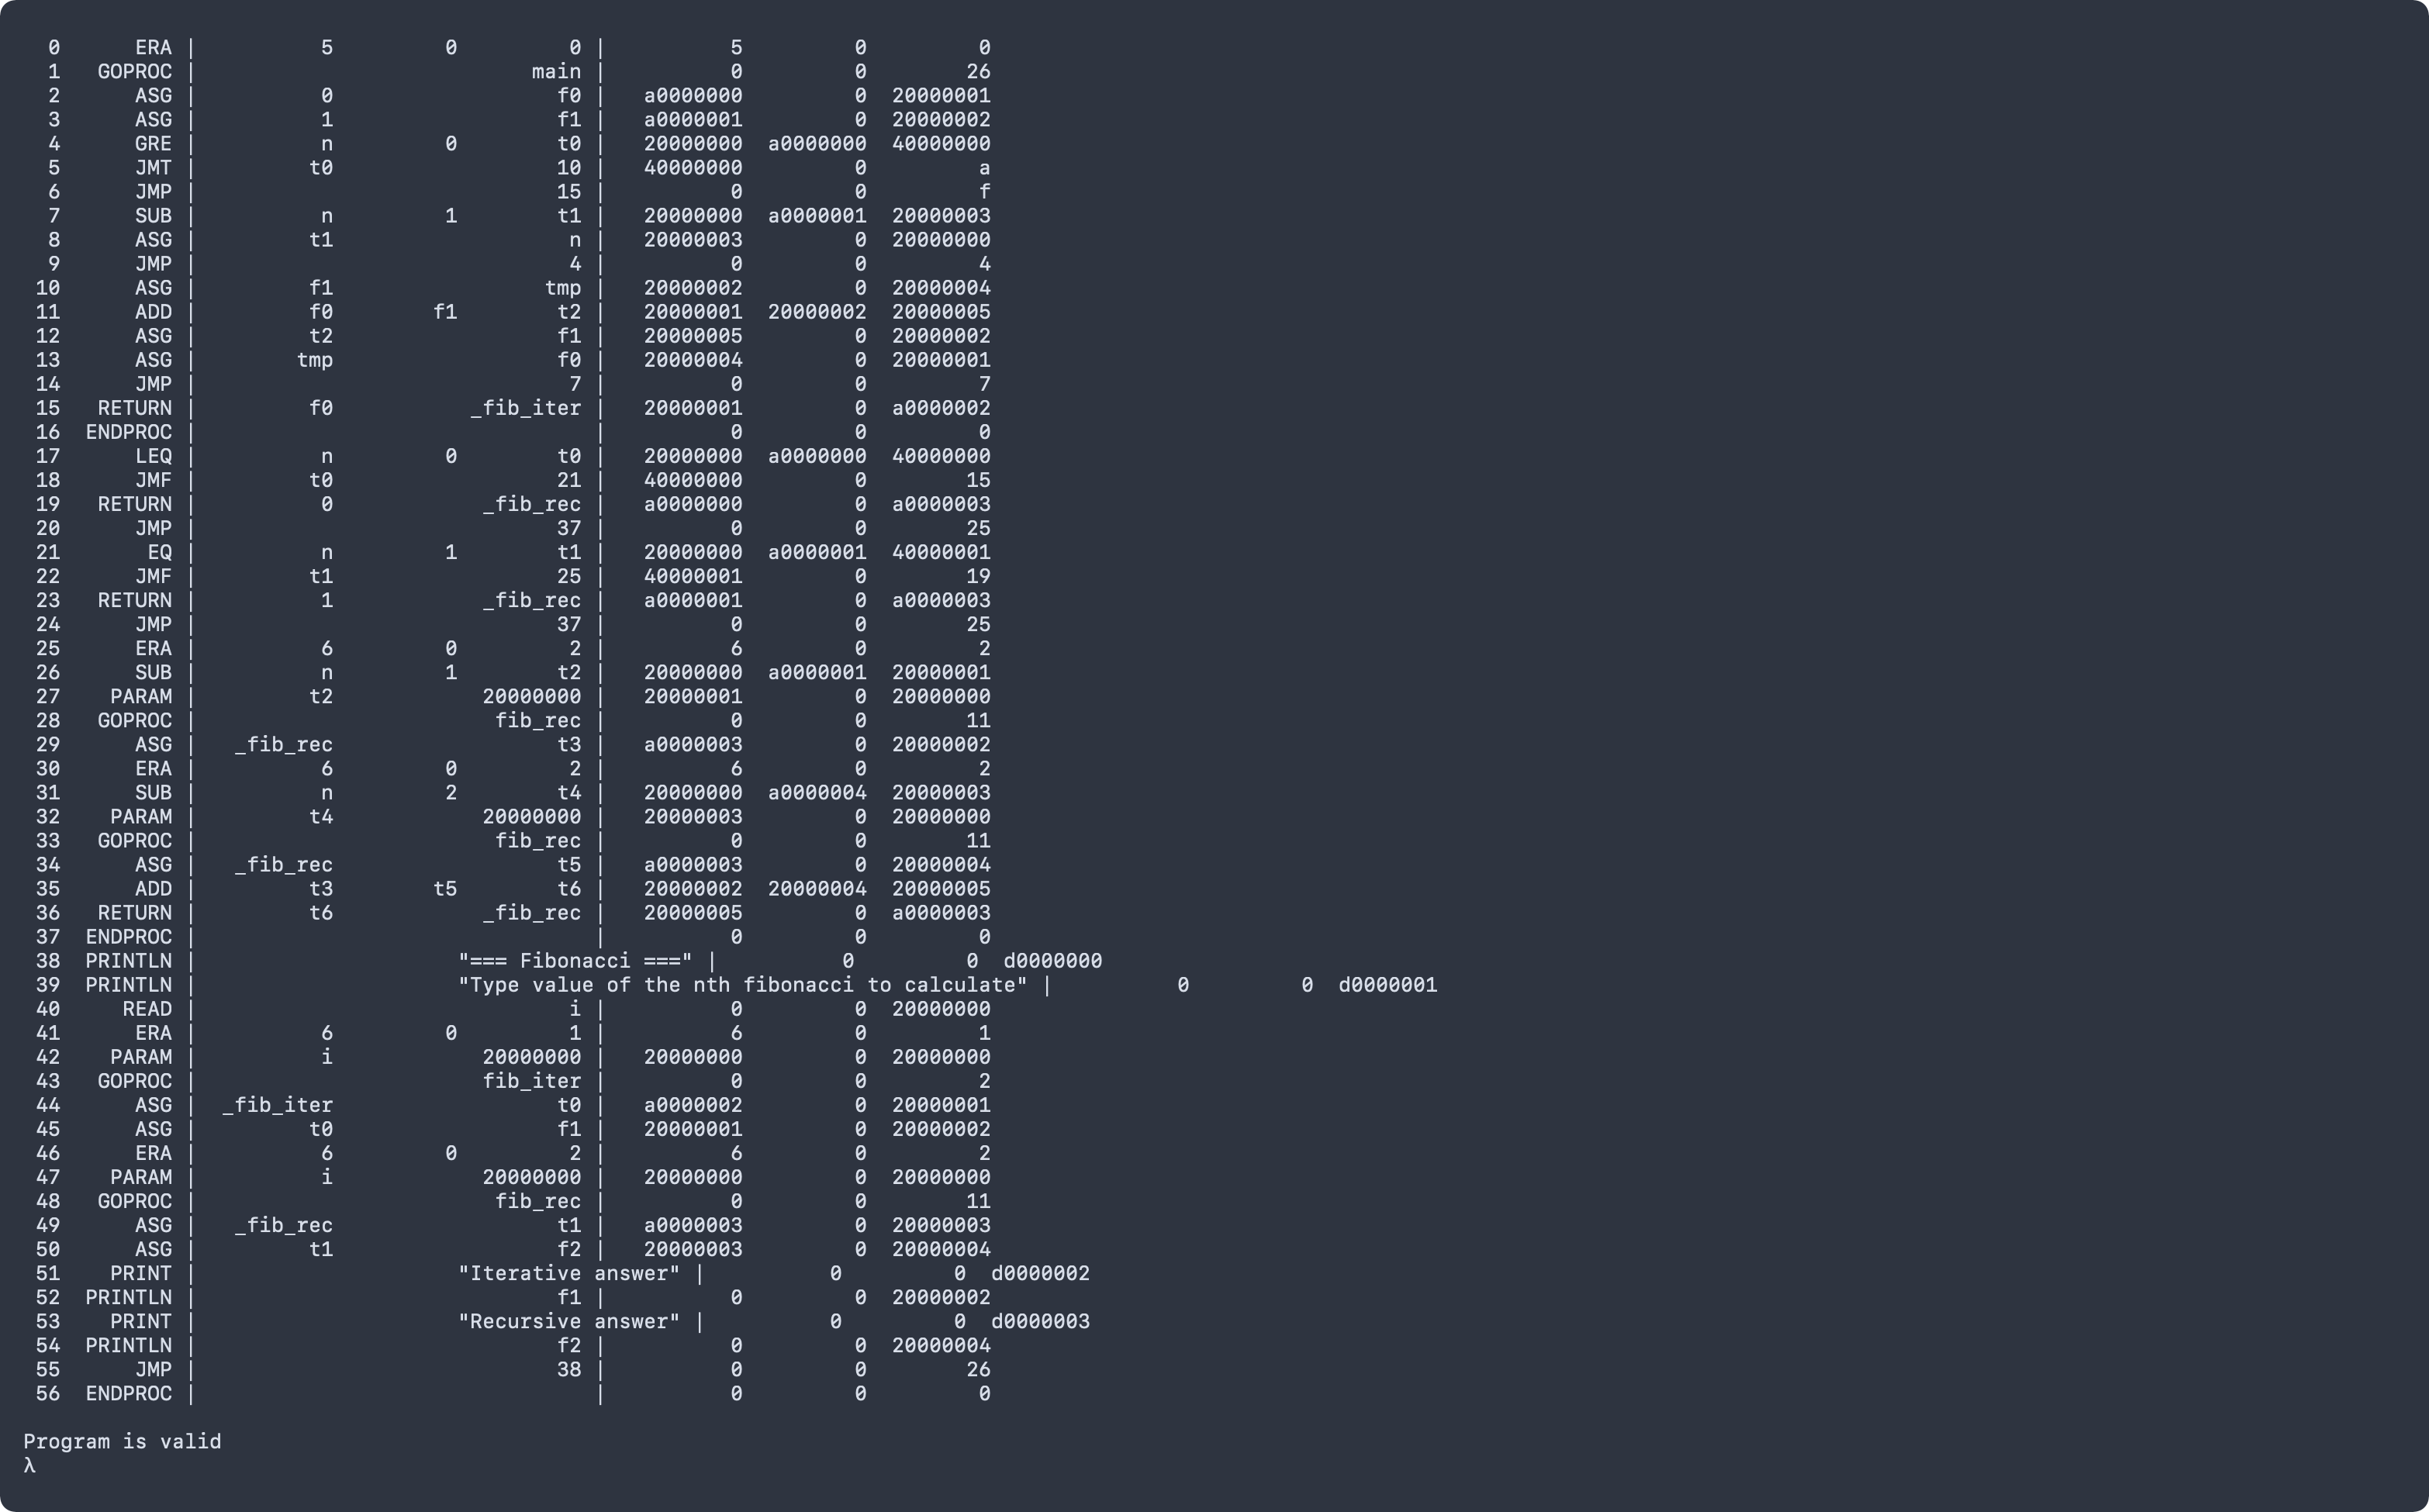 0 ERA | 5 0 0 | 5 0 0
1 GOPROC | main | 0 0 26
2 ASG | 0 f0 | a0000000 0 20000001
3 ASG | 1 f1 | a0000001 0 20000002
4 GRE | n 0 t0 | 20000000 a0000000 40000000
5 JMT | t0 10 | 40000000 0 a
6 JMP | 15 | 0 0 f
7 SUB | n 1 t1 | 20000000 a0000001 20000003
8 ASG | t1 n | 20000003 0 20000000
9 JMP | 4 | 0 0 4
10 ASG | f1 tmp | 20000002 0 20000004
11 ADD | f0 f1 t2 | 20000001 20000002 20000005
12 ASG | t2 f1 | 20000005 0 20000002
13 ASG | tmp f0 | 20000004 0 20000001
14 JMP | 7 | 0 0 7
15 RETURN | f0 _fib_iter | 20000001 0 a0000002
16 ENDPROC | | 0 0 0
17 LEQ | n 0 t0 | 20000000 a0000000 40000000
18 JMF | t0 21 | 40000000 0 15
19 RETURN | 0 _fib_rec | a0000000 0 a0000003
20 JMP | 37 | 0 0 25
21 EQ | n 1 t1 | 20000000 a0000001 40000001
22 JMF | t1 25 | 40000001 0 19
23 RETURN | 1 _fib_rec | a0000001 0 a0000003
24 JMP | 37 | 0 0 25
25 ERA | 6 0 2 | 6 0 2
26 SUB | n 1 t2 | 20000000 a0000001 20000001
27 PARAM | t2 20000000 | 20000001 0 20000000
28 GOPROC | fib_rec | 0 0 11
29 ASG | _fib_rec t3 | a0000003 0 20000002
30 ERA | 6 0 2 | 6 0 2
31 SUB | n 2 t4 | 20000000 a0000004 20000003
32 PARAM | t4 20000000 | 20000003 0 20000000
33 GOPROC | fib_rec | 0 0 11
34 ASG | _fib_rec t5 | a0000003 0 20000004
35 ADD | t3 t5 t6 | 20000002 20000004 20000005
36 RETURN | t6 _fib_rec | 20000005 0 a0000003
37 ENDPROC | | 0 0 0
38 PRINTLN | "=== Fibonacci ===" | 0 0 d0000000
39 PRINTLN | "Type value of the nth fibonacci to calculate" | 0 0 d0000001
40 READ | i | 0 0 20000000
41 ERA | 6 0 1 | 6 0 1
42 PARAM | i 20000000 | 20000000 0 20000000
43 GOPROC | fib_iter | 0 0 2
44 ASG | _fib_iter t0 | a0000002 0 20000001
45 ASG | t0 f1 | 20000001 0 20000002
46 ERA | 6 0 2 | 6 0 2
47 PARAM | i 20000000 | 20000000 0 20000000
48 GOPROC | fib_rec | 0 0 11
49 ASG | _fib_rec t1 | a0000003 0 20000003
50 ASG | t1 f2 | 20000003 0 20000004
51 PRINT | "Iterative answer" | 0 0 d0000002
52 PRINTLN | f1 | 0 0 20000002
53 PRINT | "Recursive answer" | 0 0 d0000003
54 PRINTLN | f2 | 0 0 20000004
55 JMP | 38 | 0 0 26
56 ENDPROC | | 0 0 0
Program is valid
λ